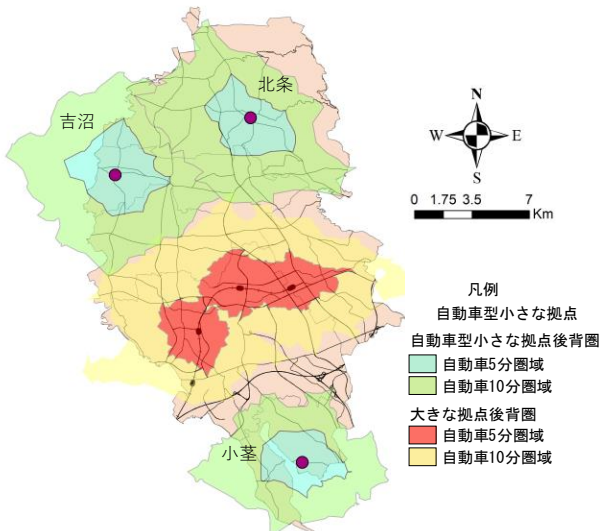 北条
吉沼
N
W E
S
0 1.75 3.5 7
Km
凡例
自動車型小さな拠点
自動車型小さな拠点後背圏
自動車5分圏域
自動車10分圏域
大きな拠点後背圏
自動車5分圏域
自動車10分圏域
小茎